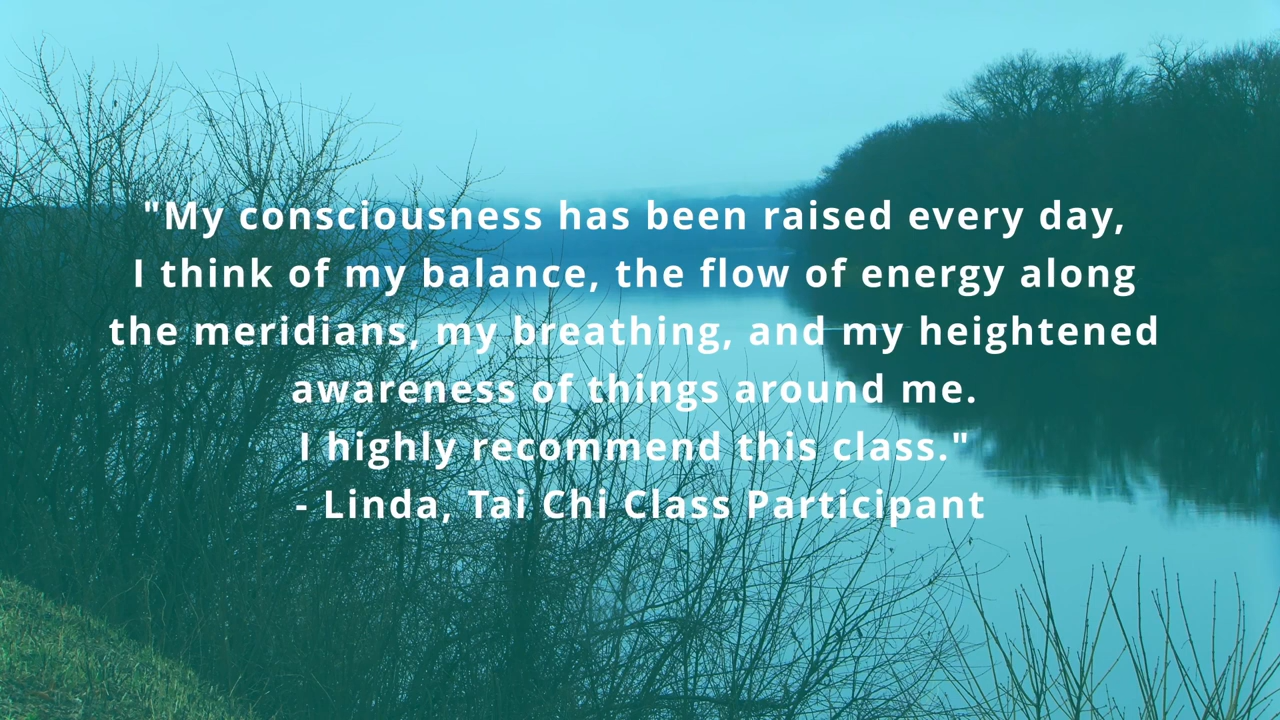 "My consciousness has been raised every day,
I think of my balance, the flow of energy along
the meridians, my breathing, and my heightened
awareness of things around me.
I highly recommend this class."
- Linda, Tai Chi Class Participant